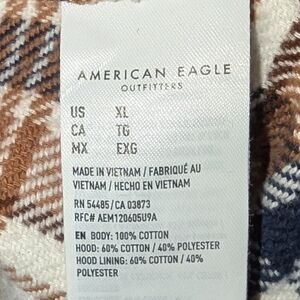 AMERICAN EAGLE
OUTFITTERS
US XL
CA TG
MX EXG
MADE IN VIETNAM / FABRIQUÉ AU
VIETNAM / HECHO EN VIETNAM
RN 54485 / CA 03873
RFC# AEM120605U9A
EN BODY: 100% COTTON
HOOD: 60% COTTON / 40% POLYESTER
HOOD LINING: 60% COTTON / 40%
POLYESTER